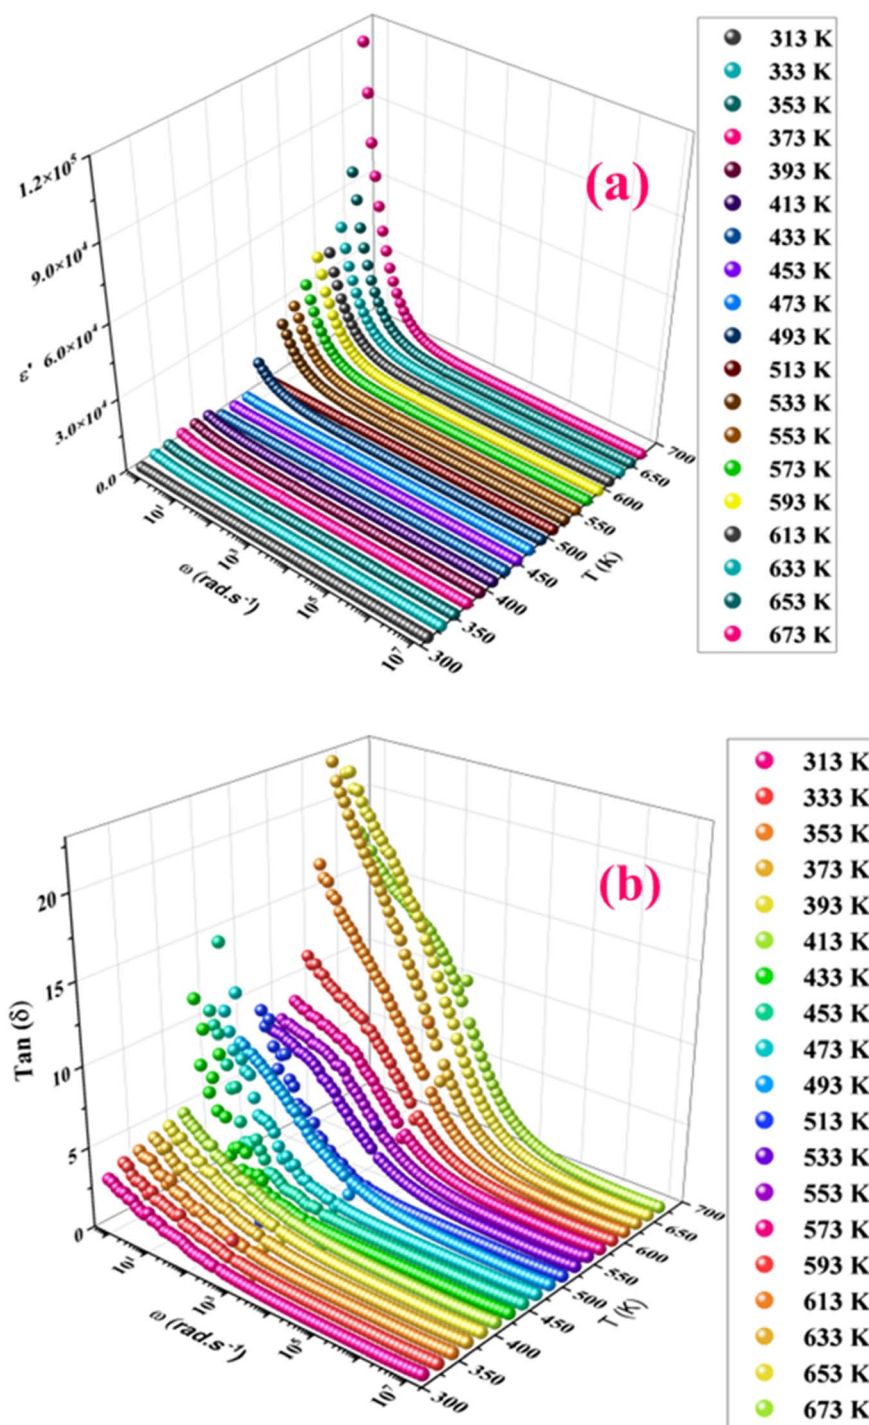 (a)
1.2×10⁵
9.0×10⁴
6.0×10⁴
3.0×10⁴
0.0
ε'
10¹
10³
10⁵
10⁷
ω (rad.s⁻¹)
300
350
400
450
500
550
600
650
700
T (K)
313 K
333 K
353 K
373 K
393 K
413 K
433 K
453 K
473 K
493 K
513 K
533 K
553 K
573 K
593 K
613 K
633 K
653 K
673 K
(b)
20
15
10
5
0
Tan (δ)
10¹
10³
10⁵
10⁷
ω (rad.s⁻¹)
300
350
400
450
500
550
600
650
700
T (K)
313 K
333 K
353 K
373 K
393 K
413 K
433 K
453 K
473 K
493 K
513 K
533 K
553 K
573 K
593 K
613 K
633 K
653 K
673 K